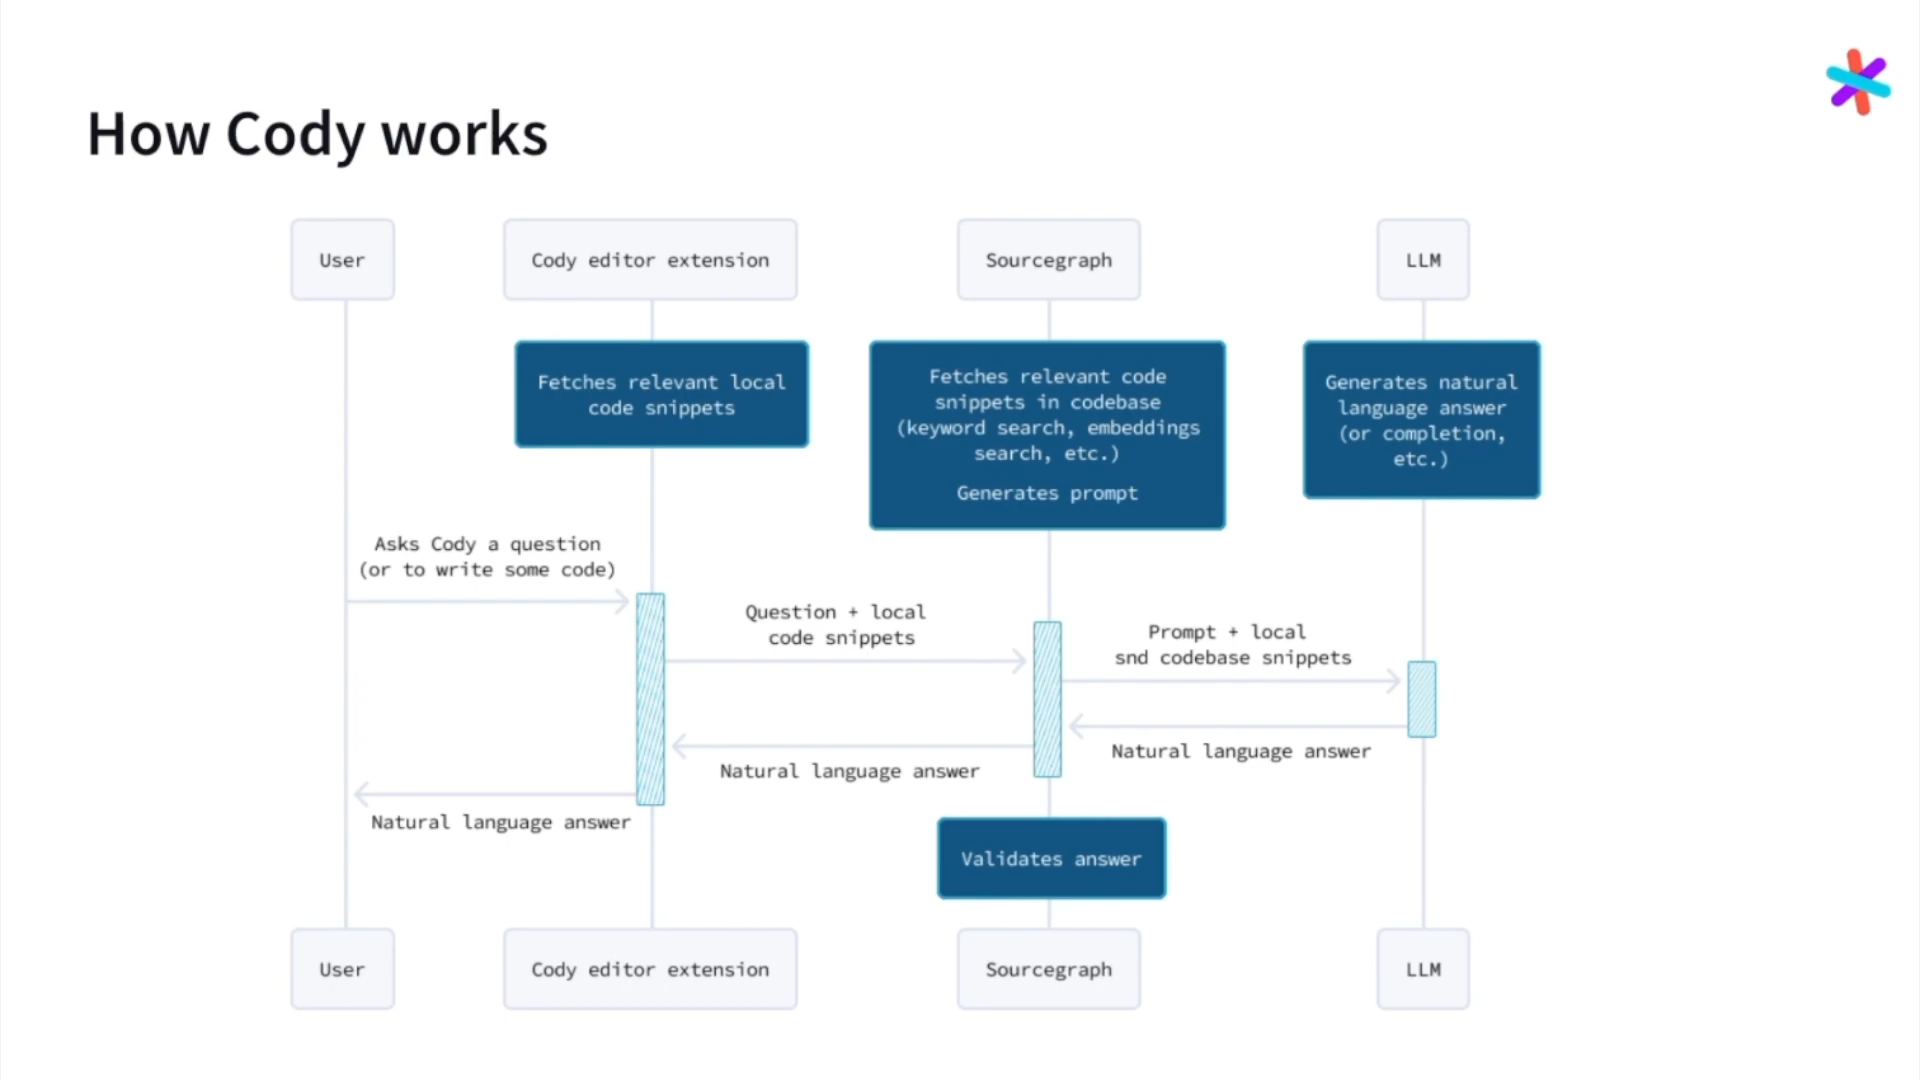 How Cody works
User
Cody editor extension
Sourcegraph
LLM
Fetches relevant local
code snippets
Fetches relevant code
snippets in codebase
(keyword search, embeddings
search, etc.)
Generates prompt
Generates natural
language answer
(or completion,
etc.)
Asks Cody a question
(or to write some code)
Question + local
code snippets
Prompt + local
snd codebase snippets
Natural language answer
Natural language answer
Natural language answer
Validates answer
User
Cody editor extension
Sourcegraph
LLM